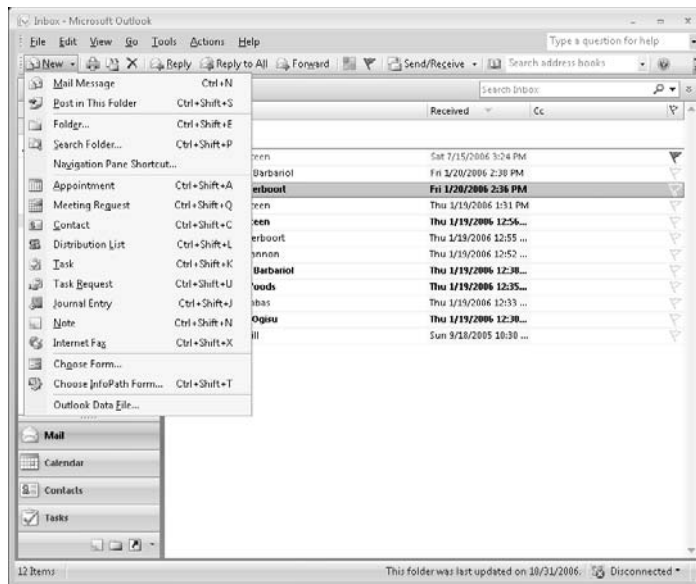 Inbox - Microsoft Outlook
File Edit View Go Tools Actions Help Type a question for help
New Reply Reply to All Forward Send/Receive Search address books
Mail Message Ctrl+N Search Inbox
Post in This Folder Ctrl+Shift+S Received Cc
Folder... Ctrl+Shift+E
Search Folder... Ctrl+Shift+P
Navigation Pane Shortcut... een Sat 7/15/2006 3:24 PM
Appointment Ctrl+Shift+A Barbariol Fri 1/20/2006 2:38 PM
Meeting Request Ctrl+Shift+Q erboort Fri 1/20/2006 2:36 PM
een Thu 1/19/2006 1:31 PM
Contact Ctrl+Shift+C een Thu 1/19/2006 12:56...
Distribution List Ctrl+Shift+L erboort Thu 1/19/2006 12:55 ...
Task Ctrl+Shift+K nnon Thu 1/19/2006 12:52 ...
Task Request Ctrl+Shift+U Barbariol Thu 1/19/2006 12:38...
Journal Entry Ctrl+Shift+J oods Thu 1/19/2006 12:35...
Note Ctrl+Shift+N bas Thu 1/19/2006 12:33 ...
Internet Fax Ctrl+Shift+X Ogisu Thu 1/19/2006 12:30...
ill Sun 9/18/2005 10:30 ...
Choose Form...
Choose InfoPath Form... Ctrl+Shift+T
Outlook Data File...
Mail
Calendar
Contacts
Tasks
12 Items This folder was last updated on 10/31/2006. Disconnected